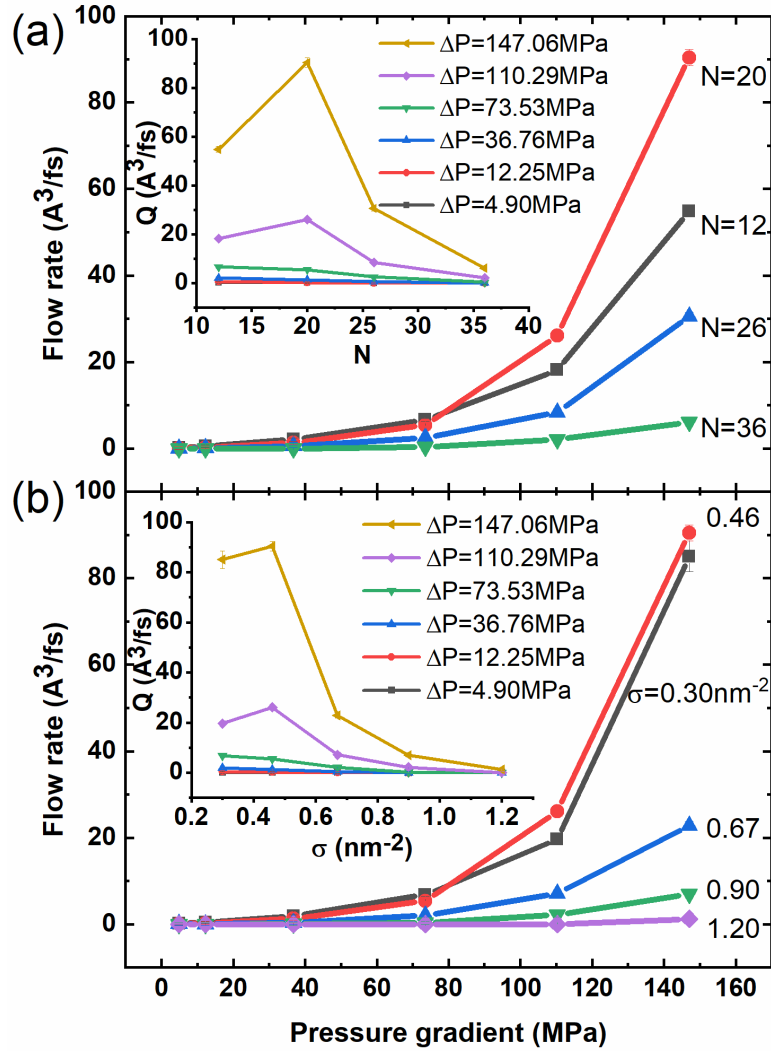 (a)
Flow rate (A³/fs)
100
80
60
40
20
0
Q (A³/fs)
100
80
60
40
20
0
10 15 20 25 30 35 40
N
ΔP=147.06MPa
ΔP=110.29MPa
ΔP=73.53MPa
ΔP=36.76MPa
ΔP=12.25MPa
ΔP=4.90MPa
N=20
N=12
N=26
N=36
(b)
Flow rate (A³/fs)
100
80
60
40
20
0
Q (A³/fs)
100
80
60
40
20
0
0.2 0.4 0.6 0.8 1.0 1.2
σ (nm⁻²)
ΔP=147.06MPa
ΔP=110.29MPa
ΔP=73.53MPa
ΔP=36.76MPa
ΔP=12.25MPa
ΔP=4.90MPa
0.46
σ=0.30nm⁻²
0.67
0.90
1.20
0 20 40 60 80 100 120 140 160
Pressure gradient (MPa)